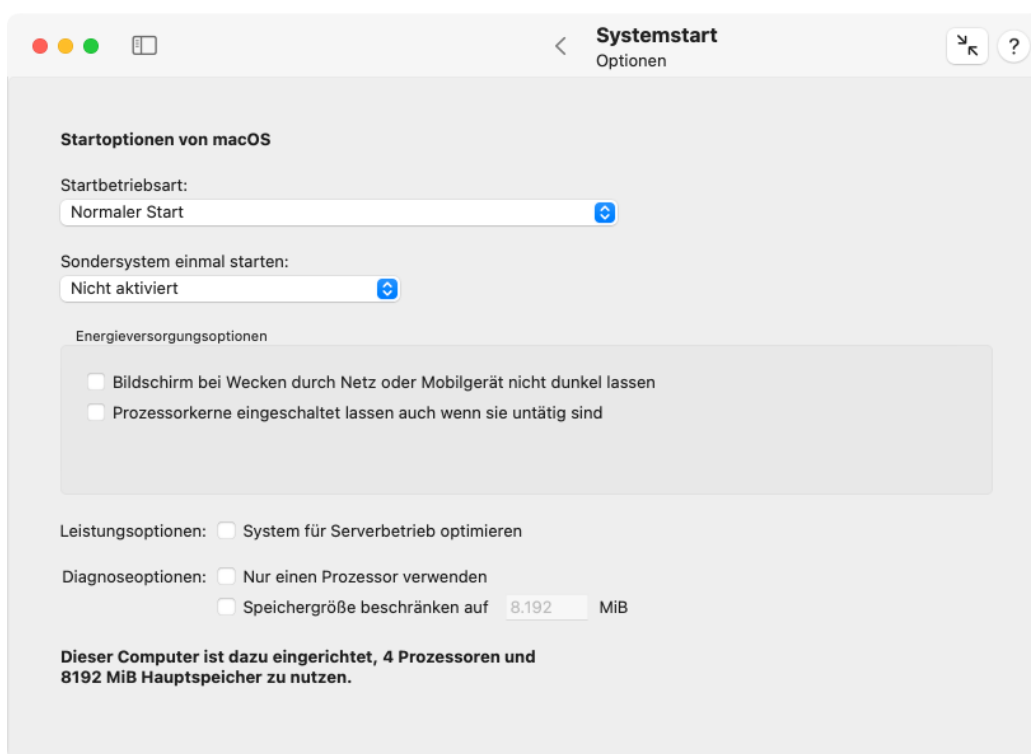 Systemstart
Optionen
?
Startoptionen von macOS
Startbetriebsart:
Normaler Start
Sondersystem einmal starten:
Nicht aktiviert
Energieversorgungsoptionen
Bildschirm bei Wecken durch Netz oder Mobilgerät nicht dunkel lassen
Prozessorkerne eingeschaltet lassen auch wenn sie untätig sind
Leistungsoptionen: System für Serverbetrieb optimieren
Diagnoseoptionen: Nur einen Prozessor verwenden
Speichergröße beschränken auf 8.192 MiB
Dieser Computer ist dazu eingerichtet, 4 Prozessoren und
8192 MiB Hauptspeicher zu nutzen.